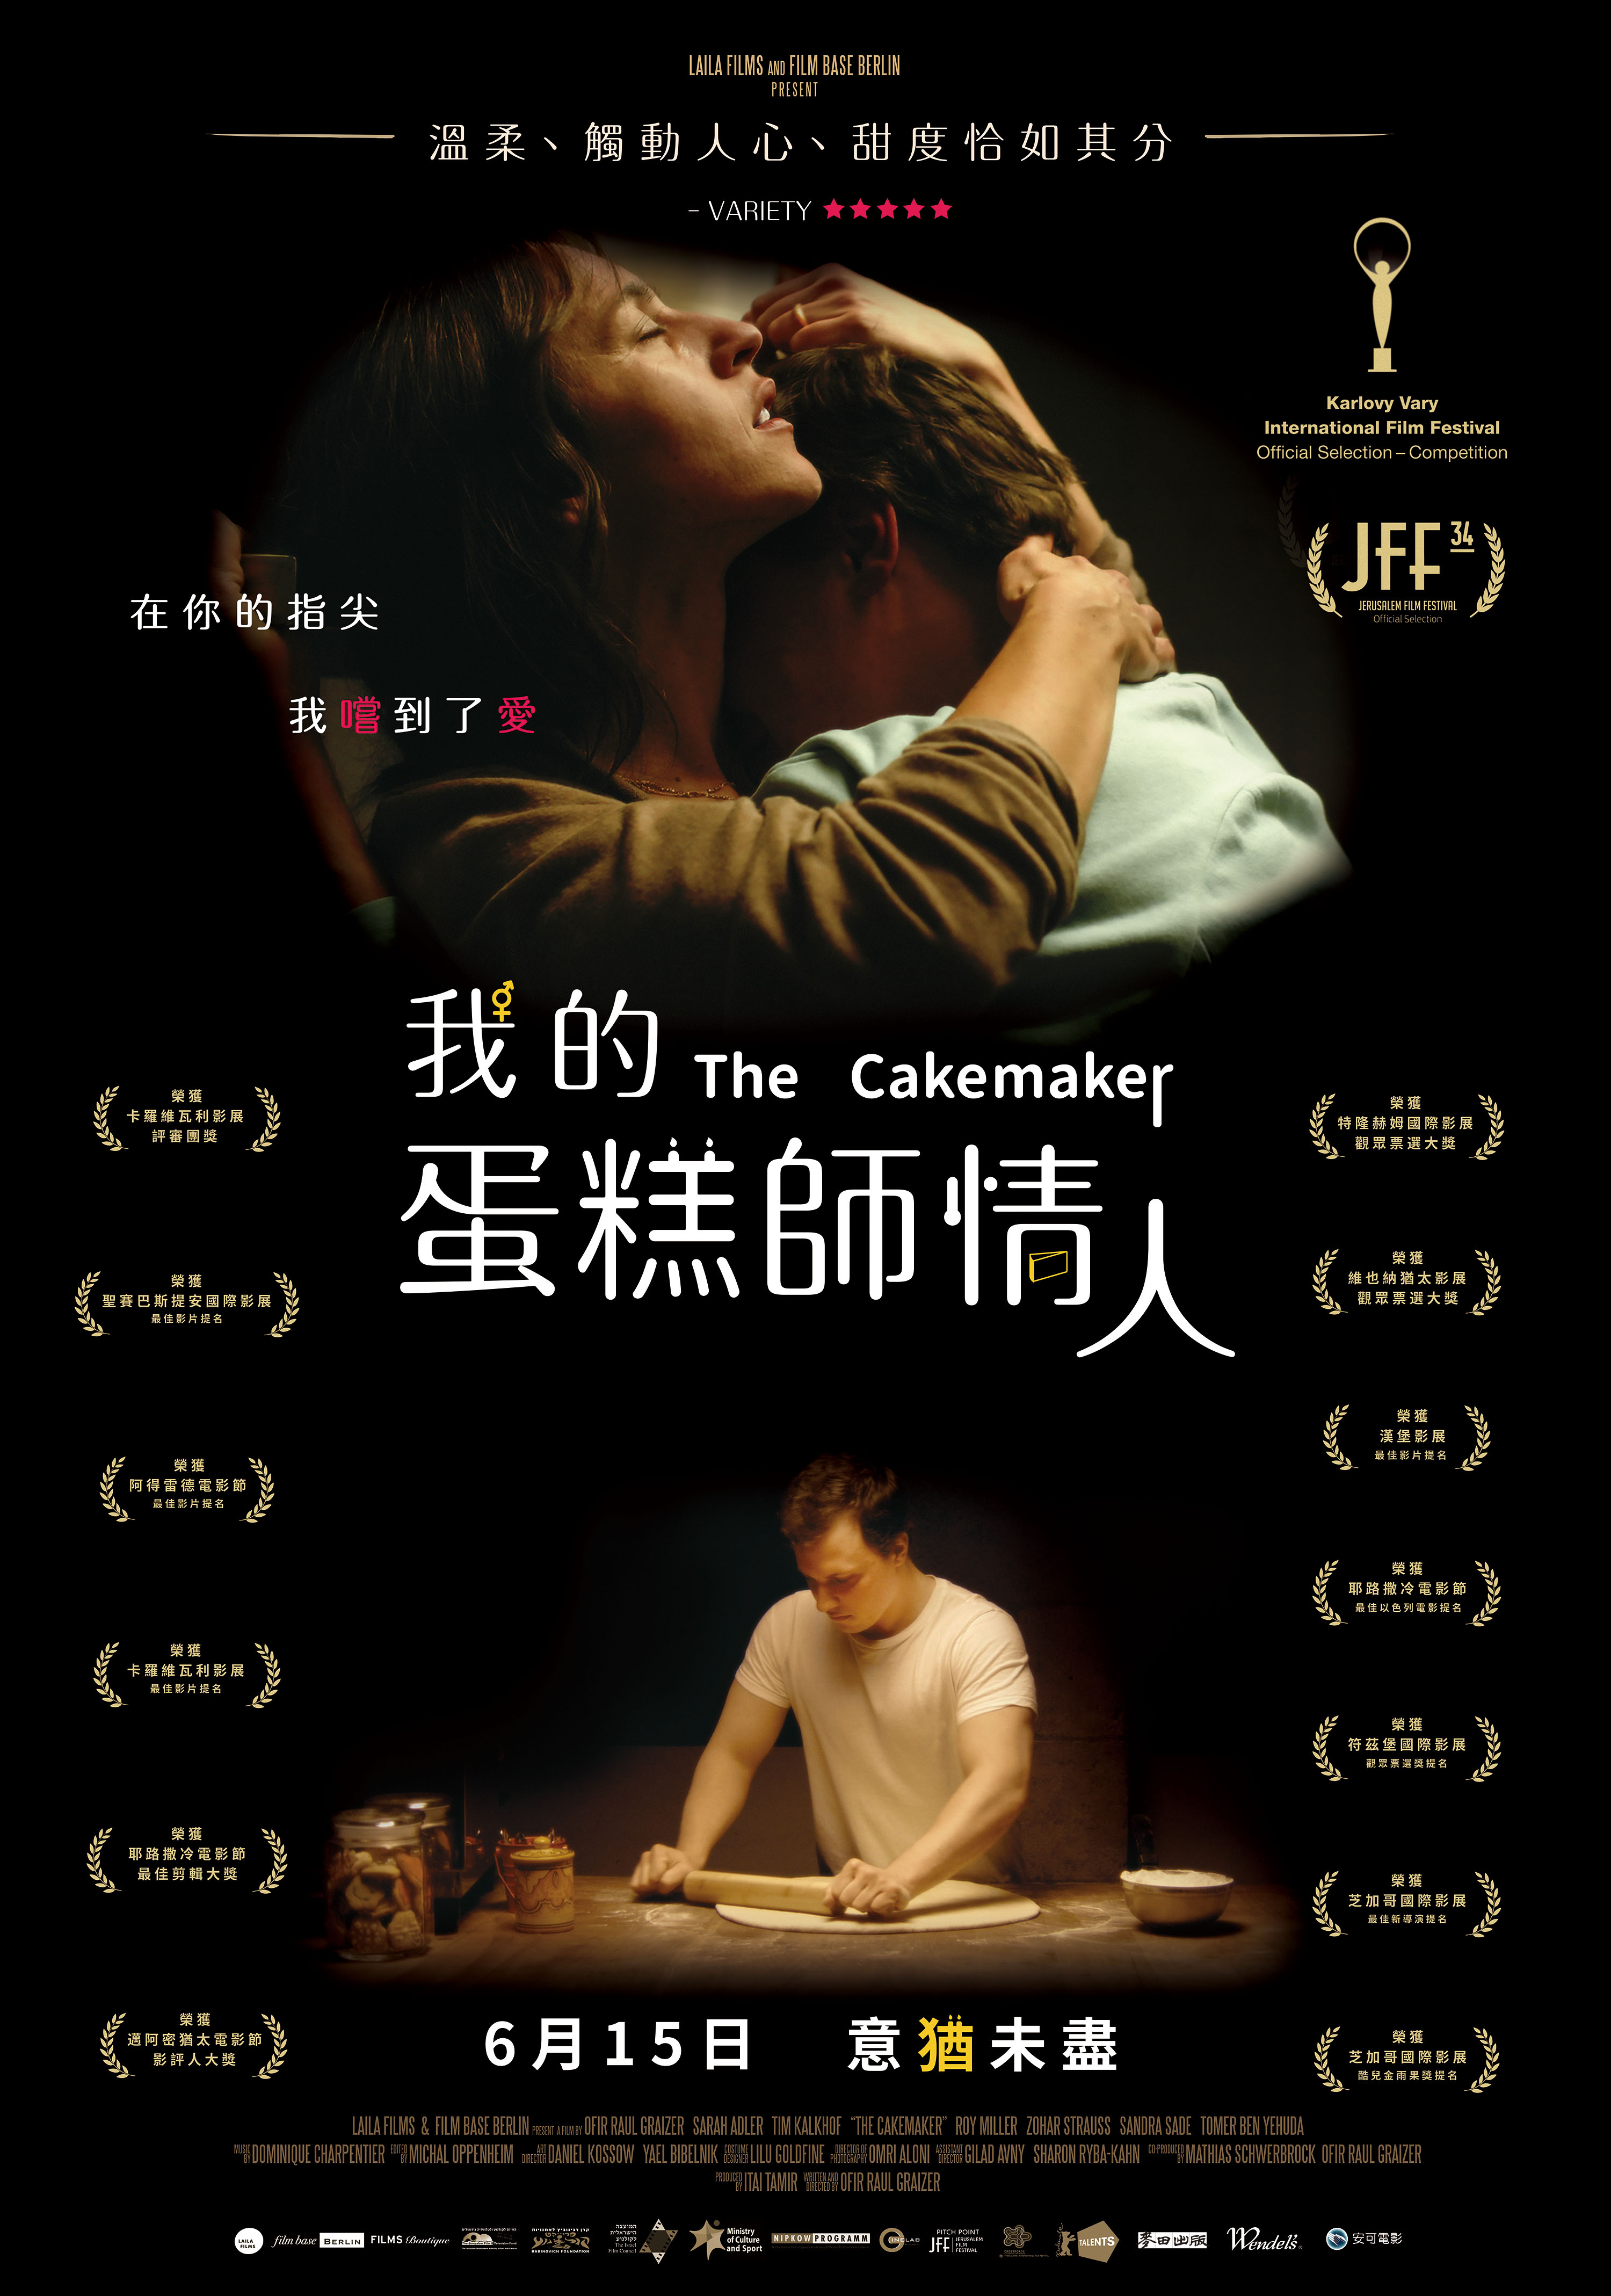 LAILA FILMS AND FILM BASE BERLIN
PRESENT
溫柔、觸動人心、甜度恰如其分
- VARIETY ★★★★★
Karlovy Vary
International Film Festival
Official Selection – Competition
JFF 34
JERUSALEM FILM FESTIVAL
Official Selection
在你的指尖
我嚐到了愛
我的
The Cakemaker
蛋糕師情人
榮獲
卡羅維瓦利影展
評審團獎
榮獲
聖賽巴斯提安國際影展
最佳影片提名
榮獲
阿得雷德電影節
最佳影片提名
榮獲
卡羅維瓦利影展
最佳影片提名
榮獲
耶路撒冷電影節
最佳剪輯大獎
榮獲
邁阿密猶太電影節
影評人大獎
榮獲
特隆赫姆國際影展
觀眾票選大獎
榮獲
維也納猶太影展
觀眾票選大獎
榮獲
漢堡影展
最佳影片提名
榮獲
耶路撒冷電影節
最佳以色列電影提名
榮獲
符茲堡國際影展
觀眾票選獎提名
榮獲
芝加哥國際影展
最佳新導演提名
榮獲
芝加哥國際影展
酷兒金雨果獎提名
6月15日 意猶未盡
LAILA FILMS & FILM BASE BERLIN PRESENT A FILM BY OFIR RAUL GRAIZER SARAH ADLER TIM KALKHOF “THE CAKEMAKER” ROY MILLER ZOHAR STRAUSS SANDRA SADE TOMER BEN YEHUDA
MUSIC BY DOMINIQUE CHARPENTIER EDITED BY MICHAL OPPENHEIM ART DIRECTOR DANIEL KOSSOW YAEL BIBELNIK COSTUME DESIGNER LILU GOLDFINE DIRECTOR OF PHOTOGRAPHY OMRI ALONI ASSISTANT DIRECTOR GILAD AVNY SHARON RYBA-KAHN CO-PRODUCED BY MATHIAS SCHWERBROCK OFIR RAUL GRAIZER
PRODUCED BY ITAI TAMIR WRITTEN AND DIRECTED BY OFIR RAUL GRAIZER
LAILA FILMS
film base BERLIN
FILMS Boutique
RABINOVICH FOUNDATION
המועצה הישראלית לקולנוע
The Israel Film Council
Ministry of Culture and Sport
NIPKOW PROGRAMM
CINELAB
PITCH POINT
JFF JERUSALEM FILM FESTIVAL
TALENTS
麥田出版
Wendel's
安可電影